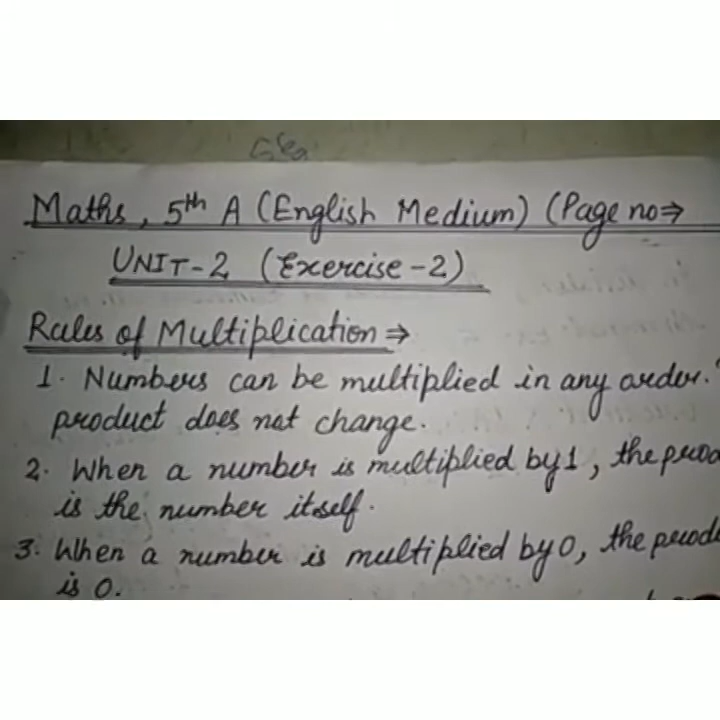 Maths, 5th A (English Medium) (Page no⇒
UNIT-2 (Exercise-2)
Rules of Multiplication ⇒
1. Numbers can be multiplied in any order.
product does not change.
2. When a number is multiplied by 1, the
is the number itself.
3. When a number is multiplied by 0, the
is 0.